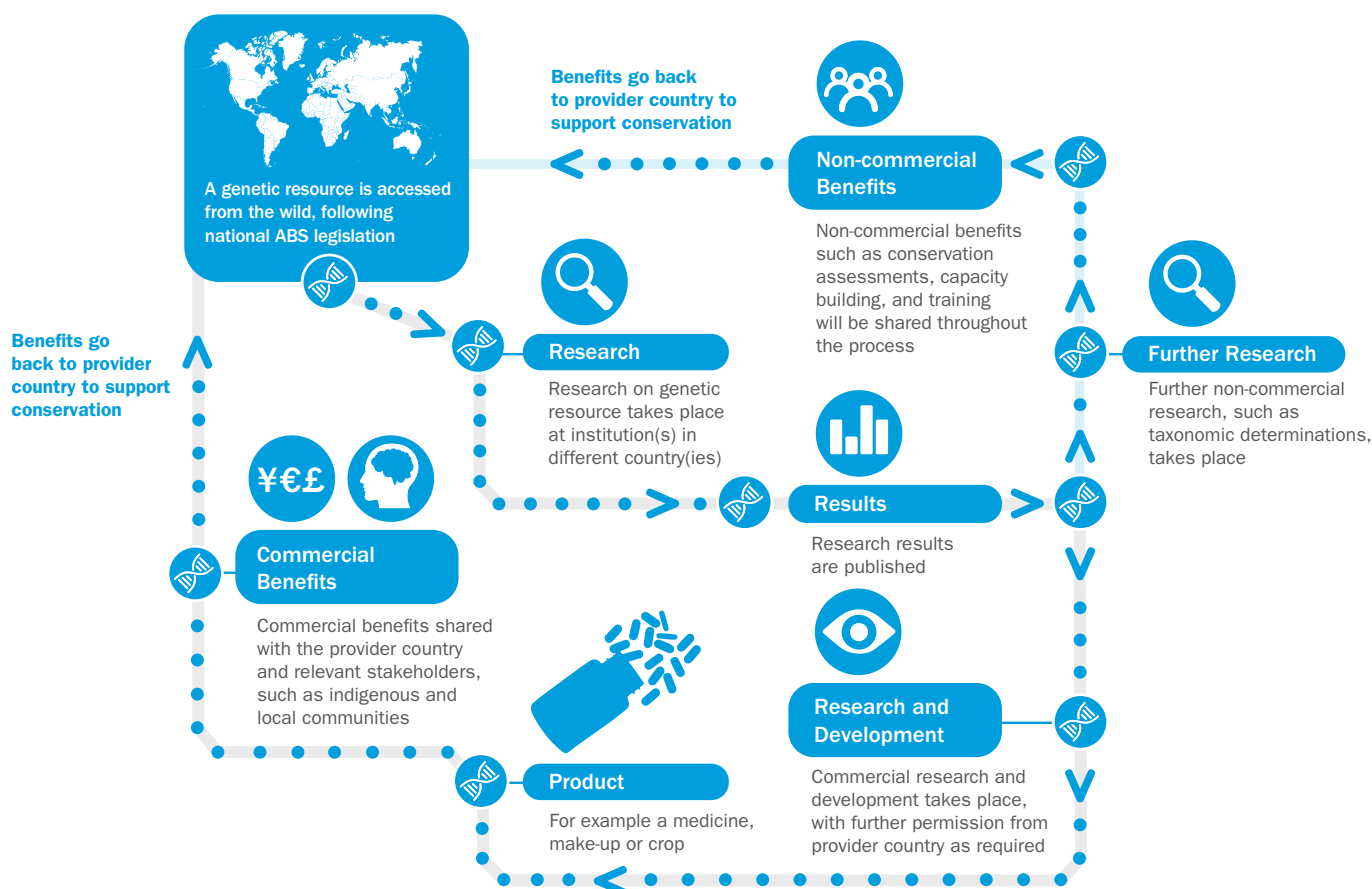 A genetic resource is accessed
from the wild, following
national ABS legislation
Benefits go back
to provider country to
support conservation
Non-commercial
Benefits
Non-commercial benefits
such as conservation
assessments, capacity
building, and training
will be shared throughout
the process
Research
Research on genetic
resource takes place
at institution(s) in
different country(ies)
Further Research
Further non-commercial
research, such as
taxonomic determinations,
takes place
Benefits go
back to provider
country to support
conservation
Results
Research results
are published
¥€£
Commercial
Benefits
Commercial benefits shared
with the provider country
and relevant stakeholders,
such as indigenous and
local communities
Research and
Development
Commercial research and
development takes place,
with further permission from
provider country as required
Product
For example a medicine,
make-up or crop